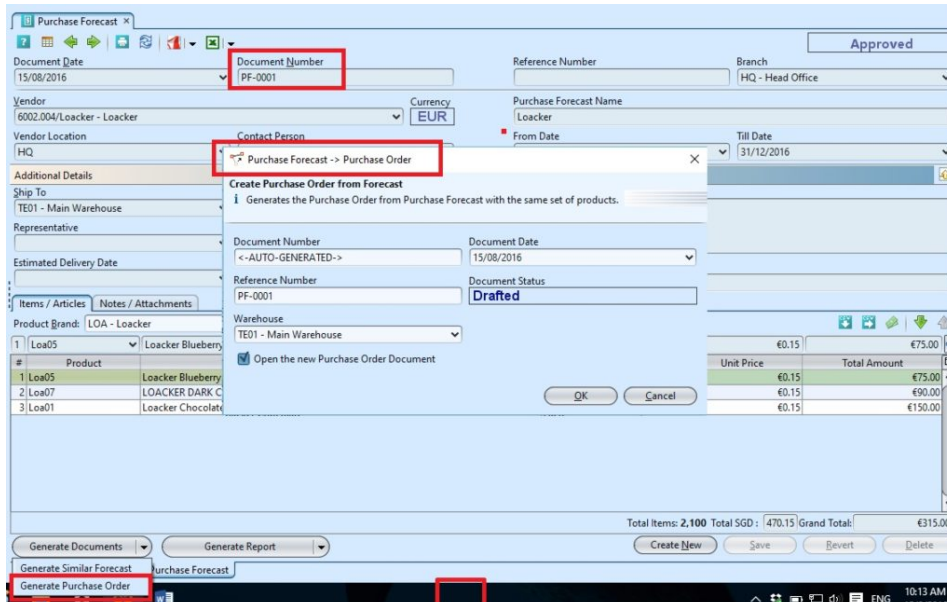 Purchase Forecast ×
Approved
Document Date
Document Number
Reference Number
Branch
15/08/2016
PF-0001
HQ - Head Office
Vendor
Currency
Purchase Forecast Name
6002.004/Loacker - Loacker
EUR
Loacker
Vendor Location
Contact Person
From Date
Till Date
HQ
31/12/2016
Additional Details
Ship To
TE01 - Main Warehouse
Representative
Estimated Delivery Date
Purchase Forecast -> Purchase Order
Create Purchase Order from Forecast
i Generates the Purchase Order from Purchase Forecast with the same set of products.
Document Number
Document Date
<-AUTO-GENERATED->
15/08/2016
Reference Number
Document Status
PF-0001
Drafted
Warehouse
TE01 - Main Warehouse
Open the new Purchase Order Document
OK
Cancel
Items / Articles
Notes / Attachments
Product Brand: LOA - Loacker
1 Loa05 Loacker Blueberry €0.15 €75.00
# Product Unit Price Total Amount
1 Loa05 Loacker Blueberry €0.15 €75.00
2 Loa07 LOACKER DARK C €0.15 €90.00
3 Loa01 Loacker Chocolate €0.15 €150.00
Total Items: 2,100 Total SGD : 470.15 Grand Total: €315.00
Generate Documents
Generate Report
Create New
Save
Revert
Delete
Generate Similar Forecast
urchase Forecast
Generate Purchase Order
ENG
10:13 AM